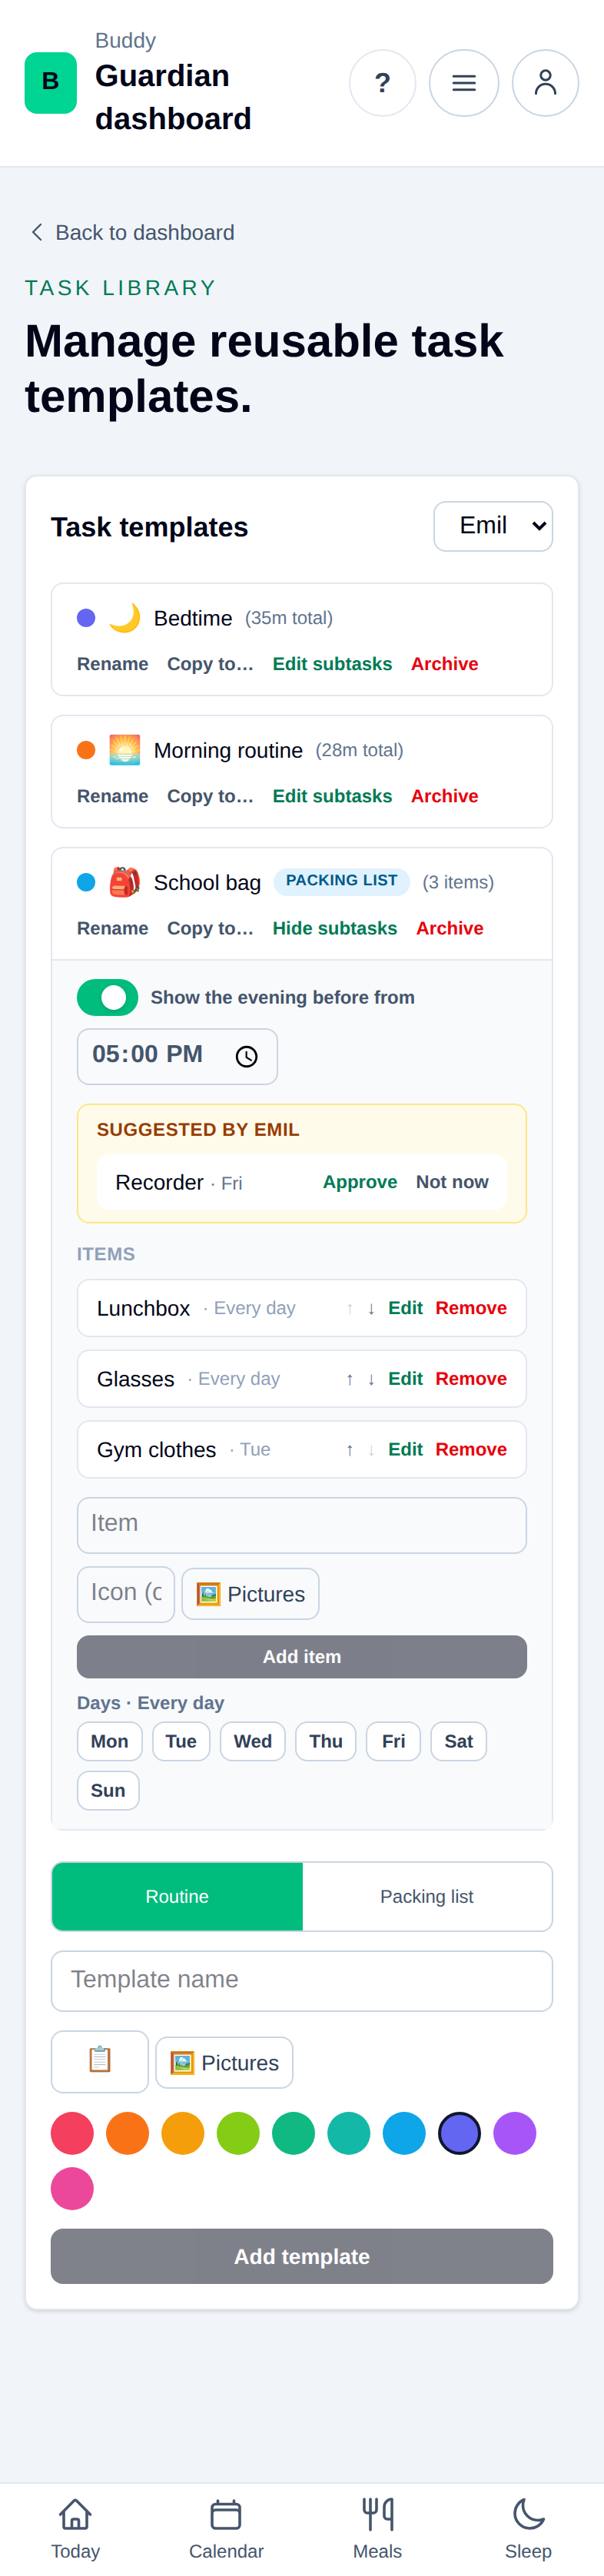 B
Buddy
Guardian
dashboard
?
Back to dashboard
TASK LIBRARY
Manage reusable task
templates.
Task templates
Emil
Bedtime (35m total)
Rename Copy to… Edit subtasks Archive
Morning routine (28m total)
Rename Copy to… Edit subtasks Archive
School bag PACKING LIST (3 items)
Rename Copy to… Hide subtasks Archive
Show the evening before from
05:00 PM
SUGGESTED BY EMIL
Recorder · Fri Approve Not now
ITEMS
Lunchbox · Every day ↑ ↓ Edit Remove
Glasses · Every day ↑ ↓ Edit Remove
Gym clothes · Tue ↑ ↓ Edit Remove
Item
Icon (c
Pictures
Add item
Days · Every day
Mon Tue Wed Thu Fri Sat
Sun
Routine Packing list
Template name
Pictures
Add template
Today Calendar Meals Sleep